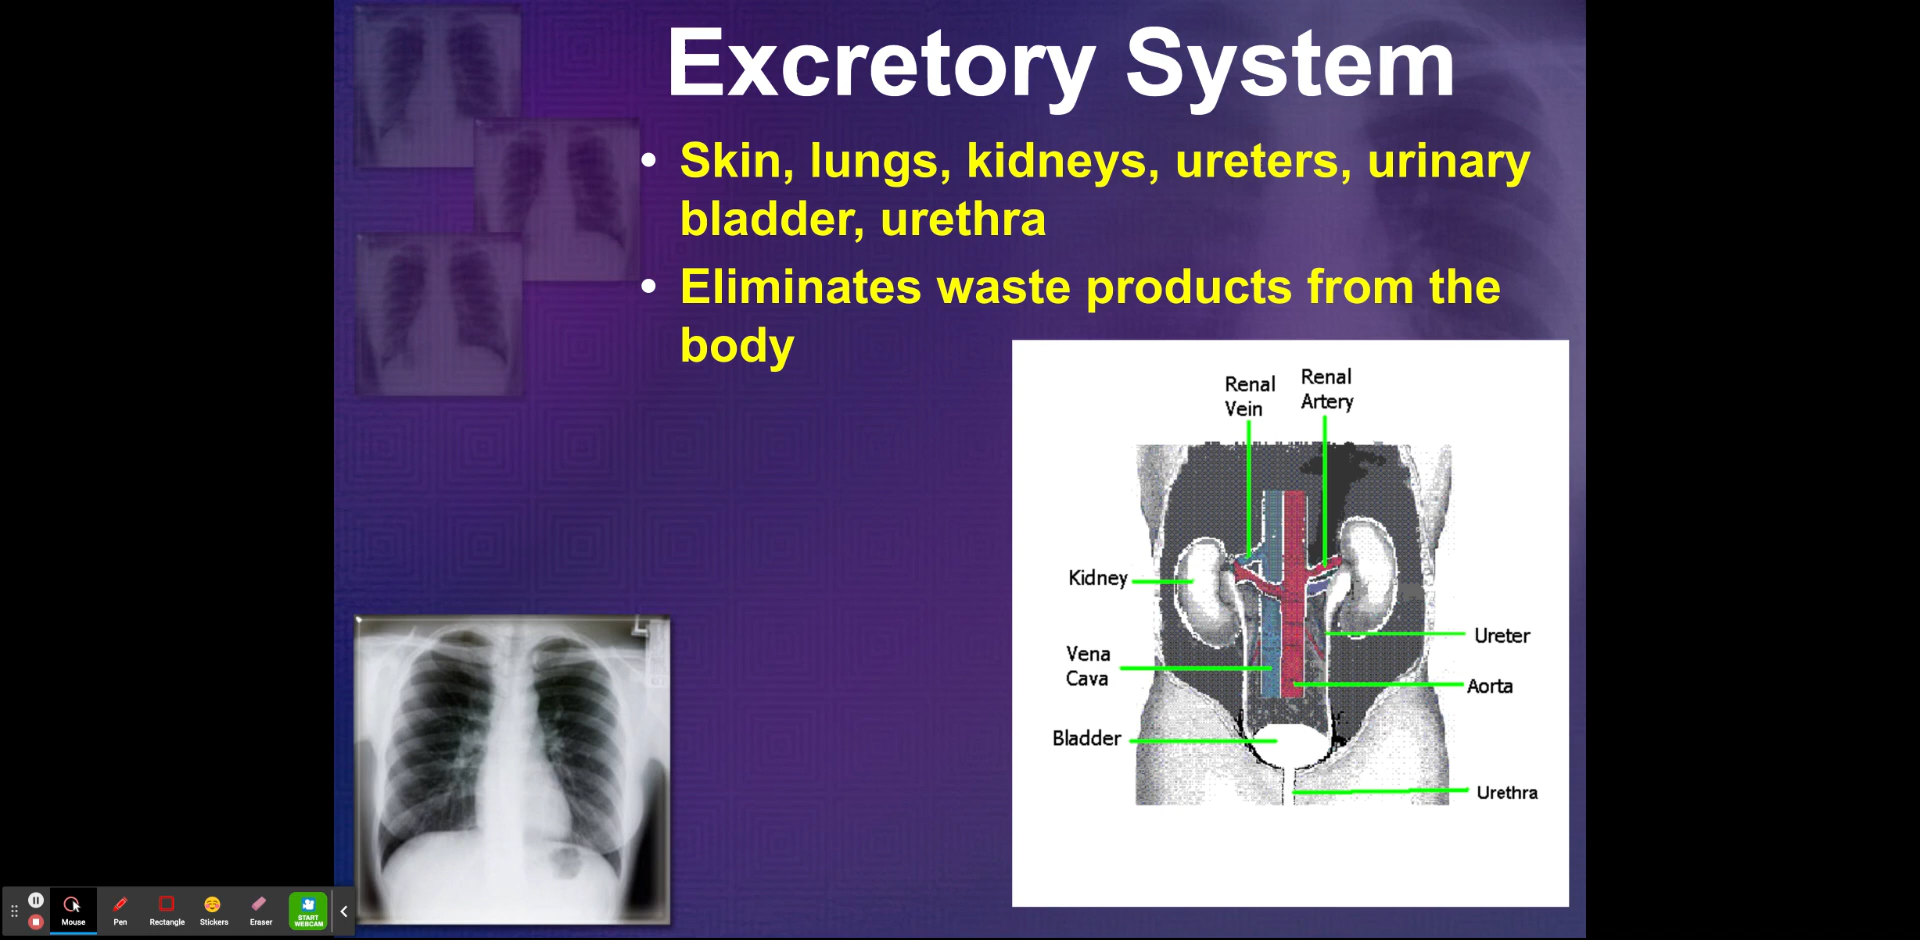 Excretory System
• Skin, lungs, kidneys, ureters, urinary
bladder, urethra
• Eliminates waste products from the
body
Renal
Vein
Renal
Artery
Kidney
Ureter
Vena
Cava
Aorta
Bladder
Urethra
Mouse
Pen
Rectangle
Stickers
Eraser
START
WEBCAM